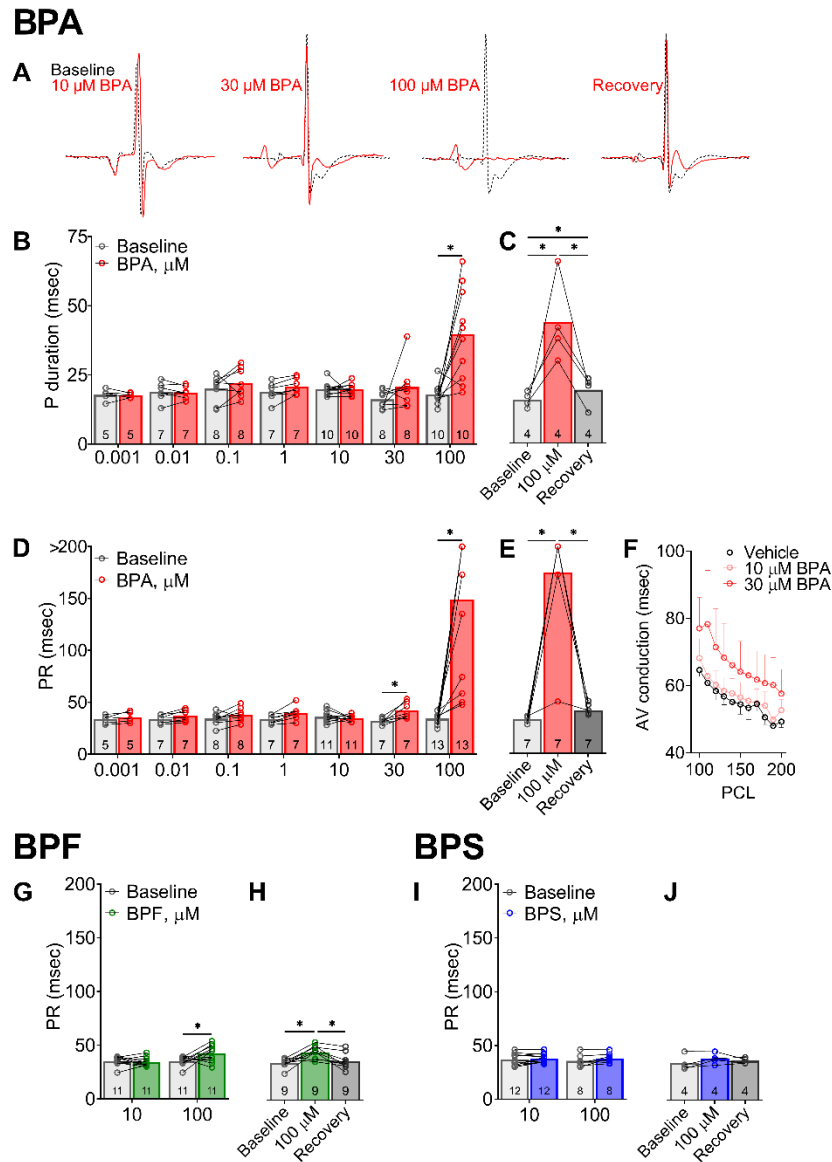 BPA
A
Baseline
10 µM BPA
30 µM BPA
100 µM BPA
Recovery
B
Baseline
BPA, µM
P duration (msec)
75
50
25
0
*
5 5 7 7 8 8 7 7 10 10 8 8 10 10
0.001 0.01 0.1 1 10 30 100
C
*
* *
4 4 4
Baseline 100 µM Recovery
D
Baseline
BPA, µM
PR (msec)
>200
150
100
50
0
* *
5 5 7 7 8 8 7 7 11 11 7 7 13 13
0.001 0.01 0.1 1 10 30 100
E
* *
7 7 7
Baseline 100 µM Recovery
F
Vehicle
10 µM BPA
30 µM BPA
AV conduction (msec)
100
80
60
40
100 150 200
PCL
BPF
G
Baseline
BPF, µM
PR (msec)
200
150
100
50
0
*
11 11 11 11
10 100
H
* *
9 9 9
Baseline 100 µM Recovery
BPS
I
Baseline
BPS, µM
PR (msec)
200
150
100
50
0
12 12 8 8
10 100
J
4 4 4
Baseline 100 µM Recovery